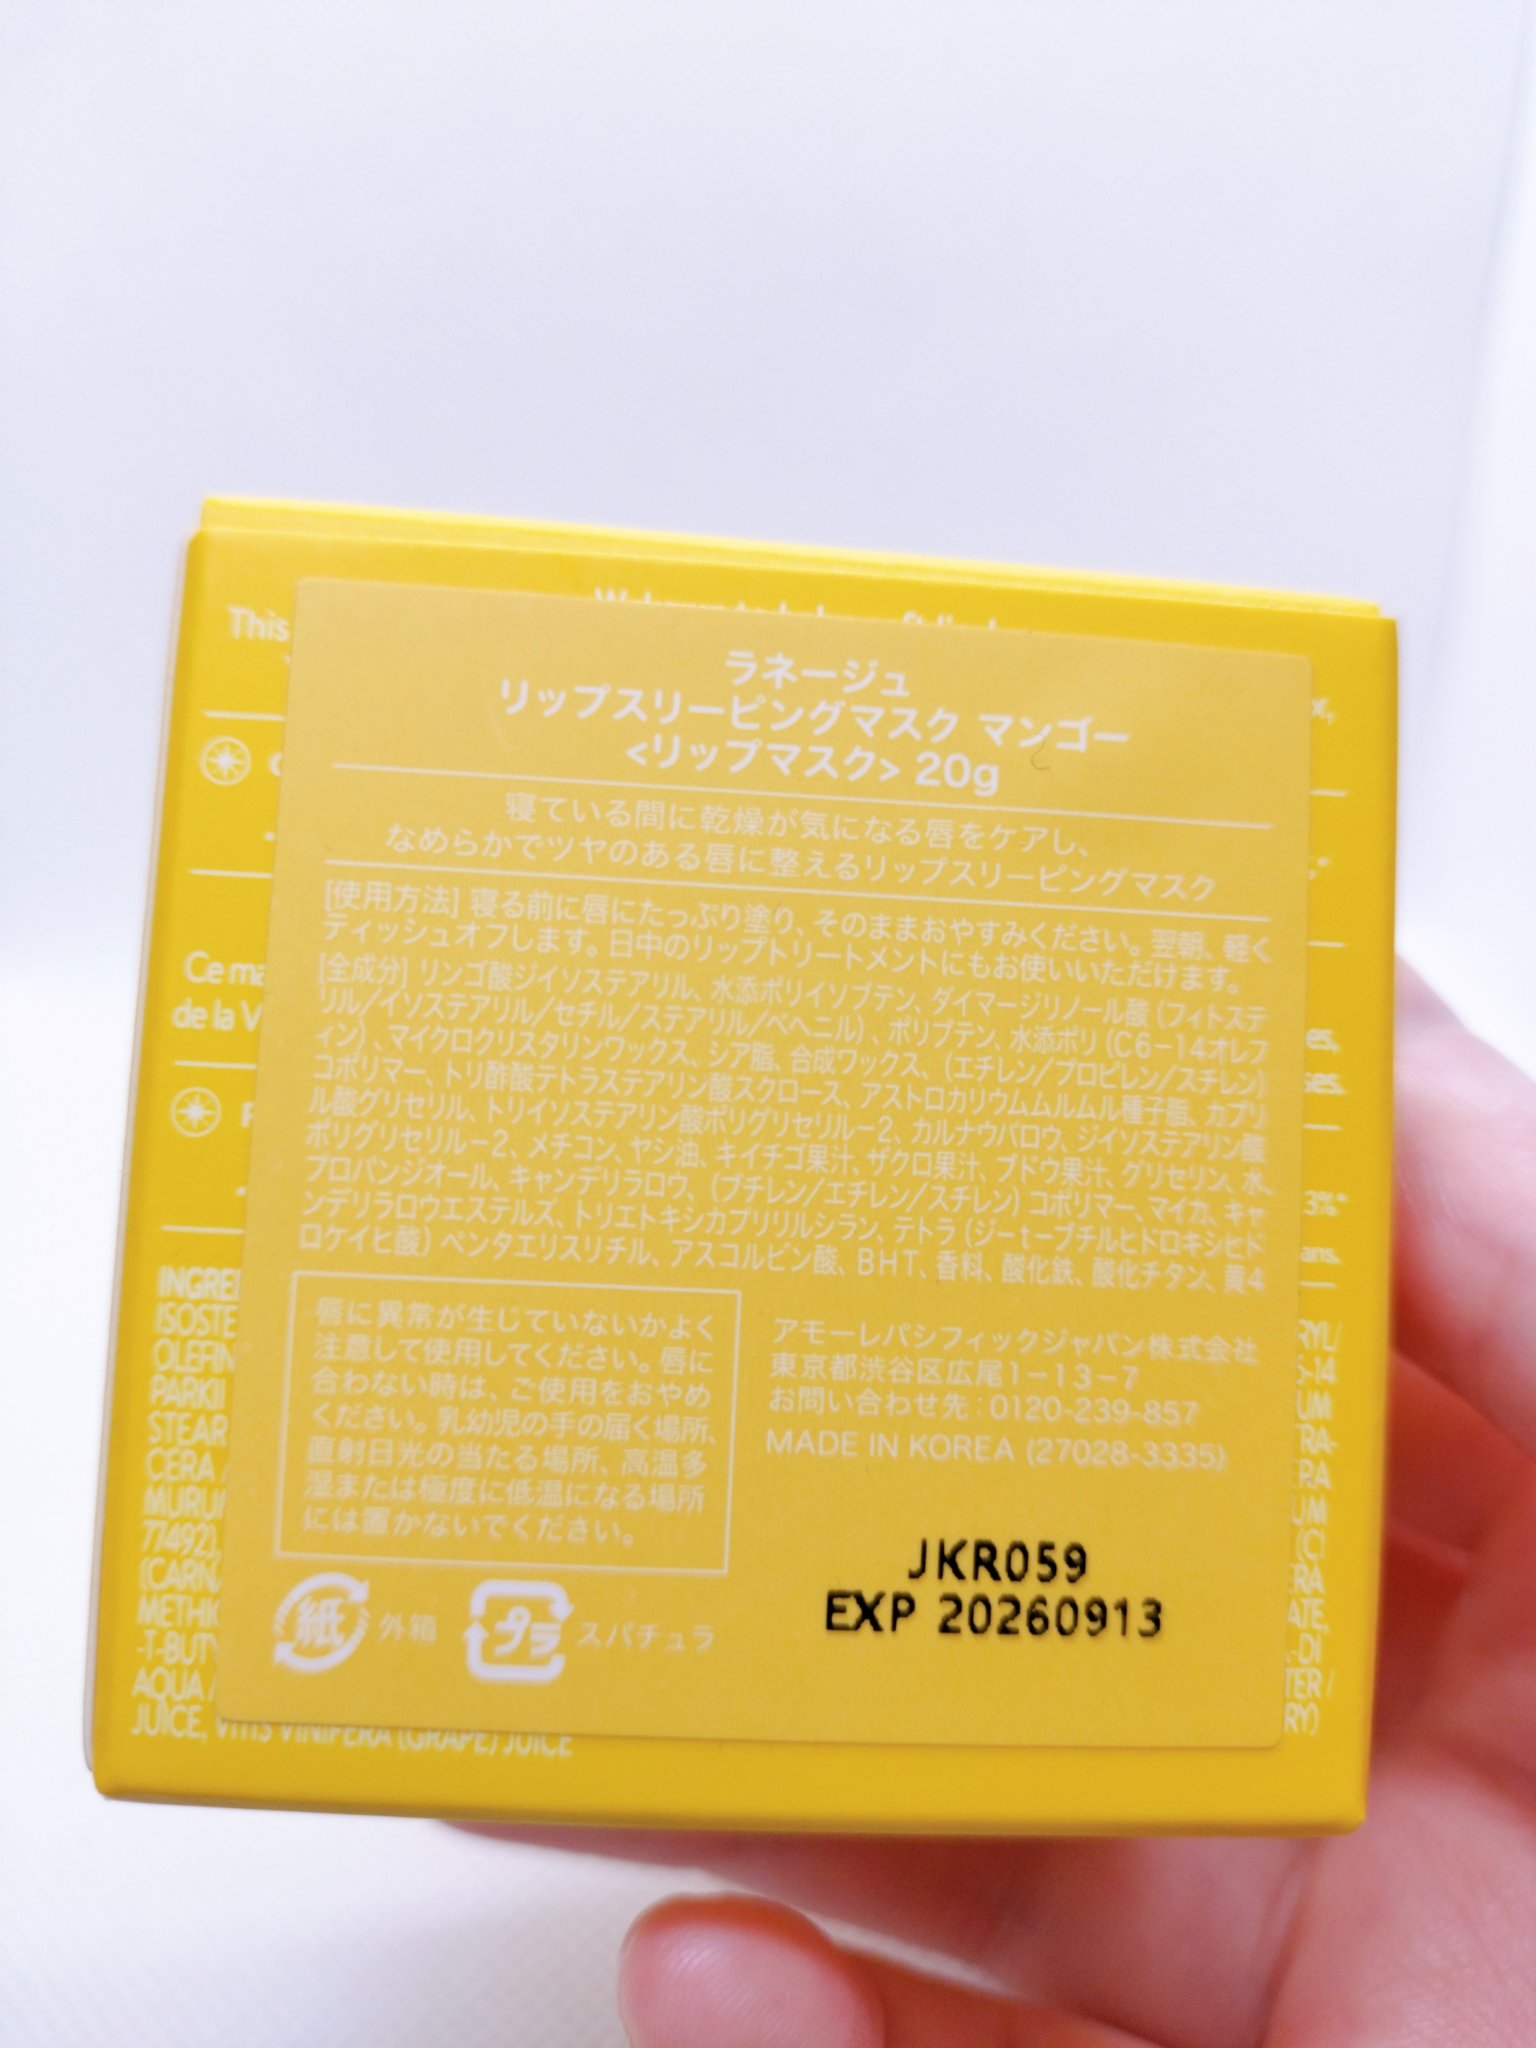 This
ラネージュ
リップスリーピングマスク マンゴー
<リップマスク> 20g
寝ている間に乾燥が気になる唇をケアし、
なめらかでツヤのある唇に整えるリップスリーピングマスク
[使用方法] 寝る前に唇にたっぷり塗り、そのままおやすみください。翌朝、軽く
ティッシュオフします。日中のリップトリートメントにもお使いいただけます。
[全成分] リンゴ酸ジイソステアリル、水添ポリイソブテン、ダイマージリノール酸 (フィトステ
リル/イソステアリル/セチル/ステアリル/ベヘニル) 、ポリブテン、水添ポリ (C6-14オレフ
ィン) 、マイクロクリスタリンワックス、シア脂、合成ワックス、(エチレン/プロピレン/スチレン)
コポリマー、トリ酢酸テトラステアリン酸スクロース、アストロカリウムムルムル種子脂、カプリ
ル酸グリセリル、トリイソステアリン酸ポリグリセリル-2、カルナウバロウ、ジイソステアリン酸
ポリグリセリル-2、メチコン、ヤシ油、キイチゴ果汁、ザクロ果汁、ブドウ果汁、グリセリン、水、
プロパンジオール、キャンデリラロウ、(ブチレン/エチレン/スチレン) コポリマー、マイカ、キャ
ンデリラロウエステルズ、トリエトキシカプリリルシラン、テトラ (ジ-t-ブチルヒドロキシヒド
ロケイヒ酸) ペンタエリスリチル、アスコルビン酸、BHT、香料、酸化鉄、酸化チタン、黄4
唇に異常が生じていないかよく
注意して使用してください。唇に
合わない時は、ご使用をおやめ
ください。乳幼児の手の届く場所、
直射日光の当たる場所、高温多
湿または極度に低温になる場所
には置かないでください。
アモーレパシフィックジャパン株式会社
東京都渋谷区広尾1-13-7
お問い合わせ先：0120-239-857
MADE IN KOREA (27028-3335)
JKR059
EXP 20260913
紙 外箱
プラ スパチュラ
Ce ma
de la V
3%*
ans.
INGRE
ISOSTE
OLEFIN
PARKII
STEAR
CERA /
MURU
77492),
(CARN
METHIC
-T-BUTY
AQUA /
JUICE, VITIS VINIFERA (GRAPE) JUICE